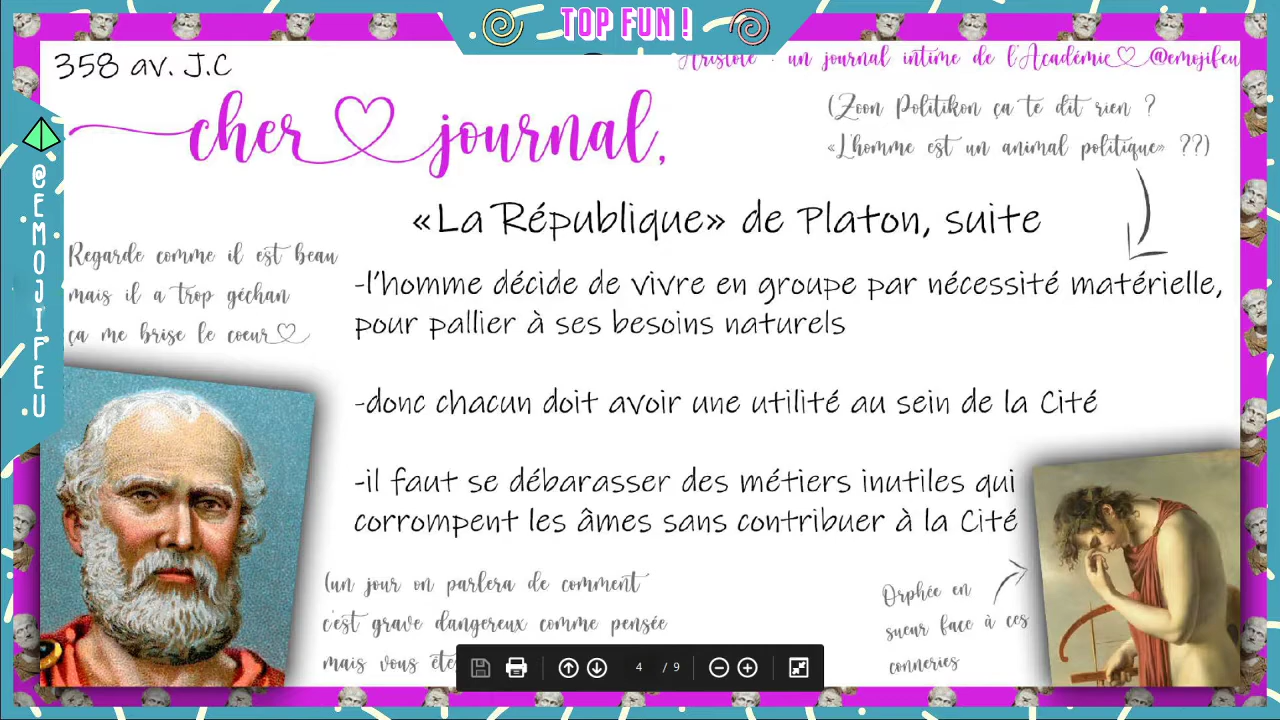 TOP FUN !
358 av. J.C
Aristote : un journal intime de l'Académie @emojifeu
cher journal,
(Zoon Politikon ça te dit rien ?
«L'homme est un animal politique» ??)
@EMOJIFEU
«La République» de Platon, suite
Regarde comme il est beau
mais il a trop géchan
ça me brise le coeur
-l'homme décide de vivre en groupe par nécessité matérielle,
pour pallier à ses besoins naturels
-donc chacun doit avoir une utilité au sein de la Cité
-il faut se débarasser des métiers inutiles qui
corrompent les âmes sans contribuer à la Cité
(un jour on parlera de comment
c'est grave dangereux comme pensée
mais vous
Orphée en
sueur face à ces
conneries
4 / 9